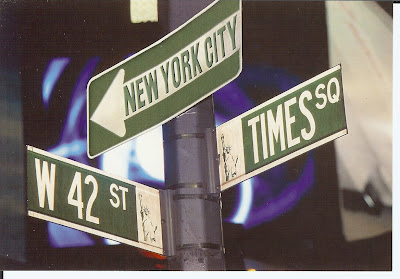 NEW YORK CITY
TIMES SQ
W 42 ST